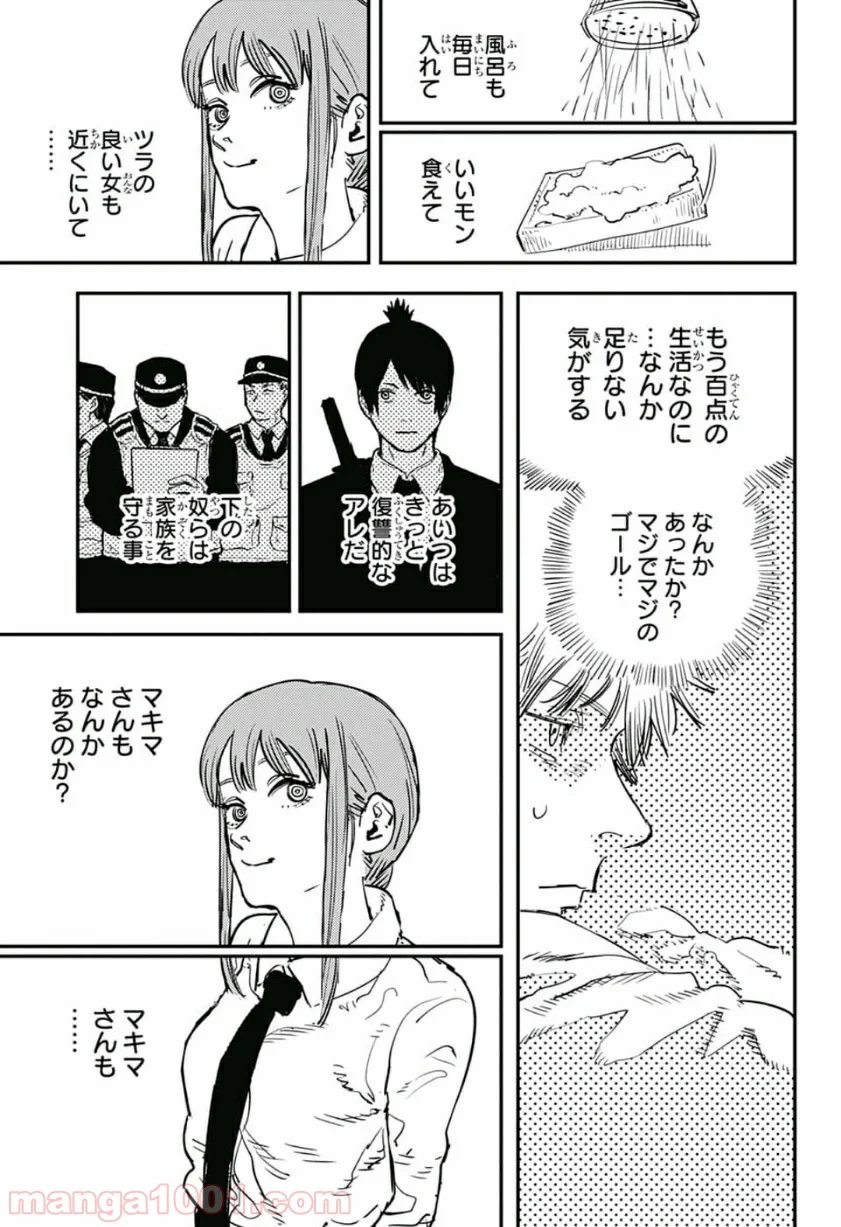 風呂も
毎日
入れて
いいモン
食えて
ツラの
良い女も
近くにいて
……
もう百点の
生活なのに
…なんか
足りない
気がする
なんか
あったか？
マジでマジの
ゴール…
あいつは
きっと
復讐的な
アレだ
下の
奴らは
家族を
守る事
マキマ
さんも
なんか
あるのか？
マキマ
さんも
……
manga1001.com